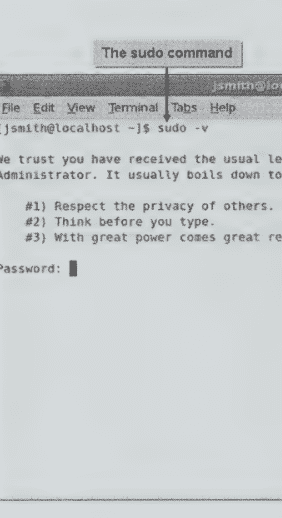 The sudo command
jsmith@loc
File Edit View Terminal Tabs Help
[jsmith@localhost ~]$ sudo -v
We trust you have received the usual le
Administrator. It usually boils down to
#1) Respect the privacy of others.
#2) Think before you type.
#3) With great power comes great re
Password: